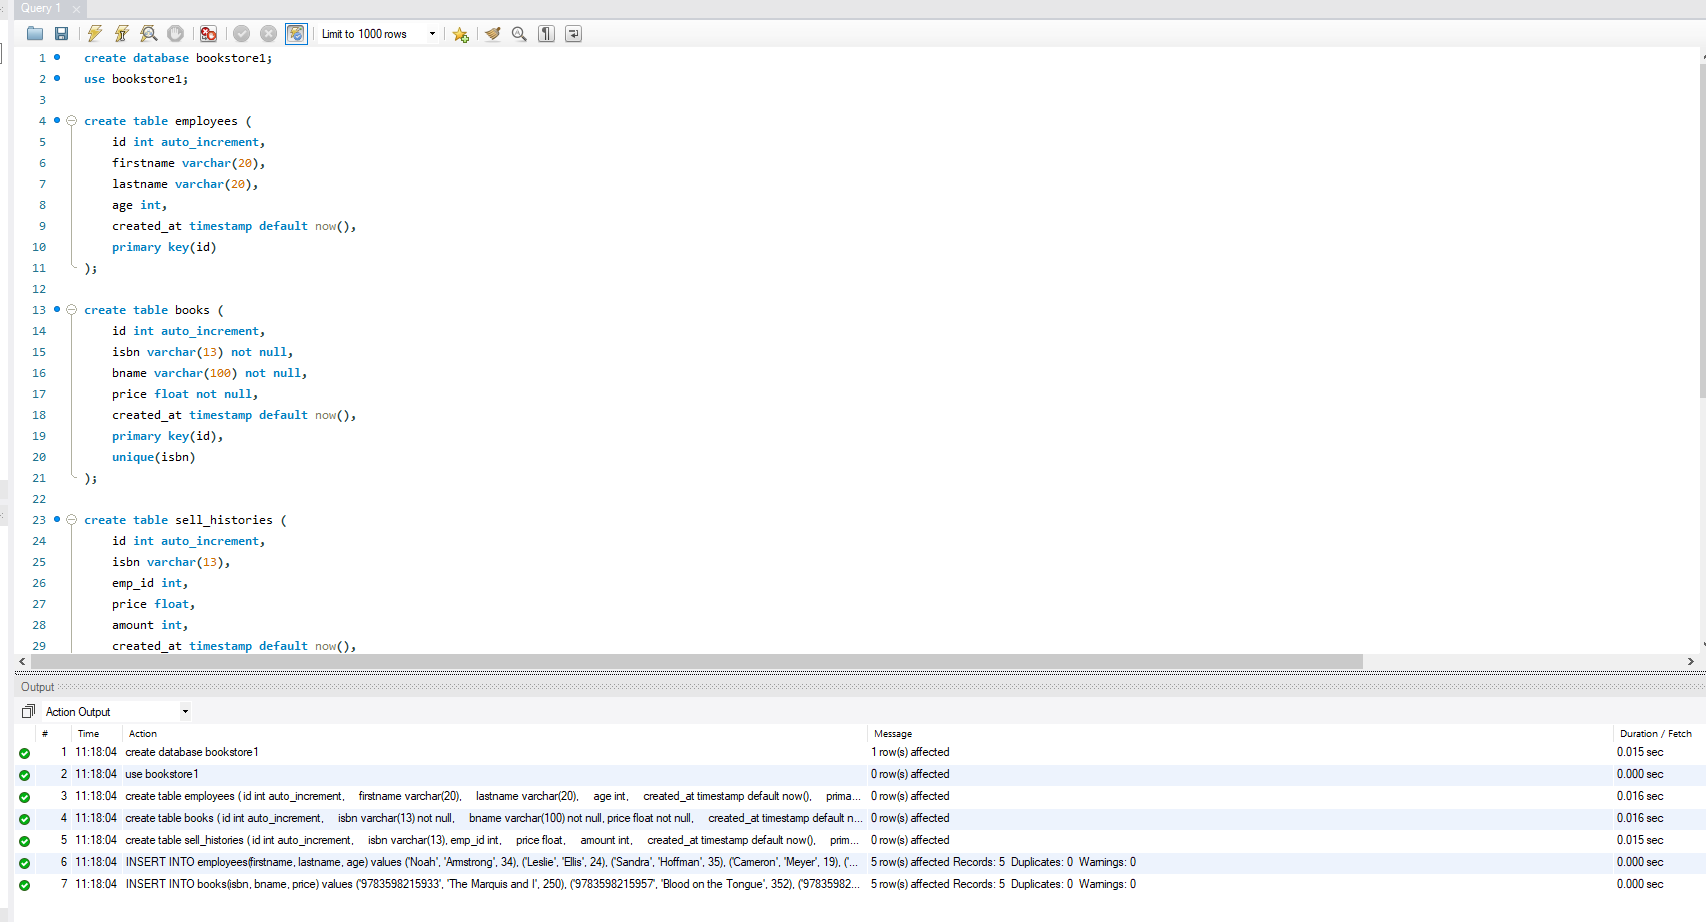 Query 1
Limit to 1000 rows
1 create database bookstore1;
2 use bookstore1;
3
4 create table employees (
5 id int auto_increment,
6 firstname varchar(20),
7 lastname varchar(20),
8 age int,
9 created_at timestamp default now(),
10 primary key(id)
11 );
12
13 create table books (
14 id int auto_increment,
15 isbn varchar(13) not null,
16 bname varchar(100) not null,
17 price float not null,
18 created_at timestamp default now(),
19 primary key(id),
20 unique(isbn)
21 );
22
23 create table sell_histories (
24 id int auto_increment,
25 isbn varchar(13),
26 emp_id int,
27 price float,
28 amount int,
29 created_at timestamp default now(),
Output
Action Output
# Time Action Message Duration / Fetch
1 11:18:04 create database bookstore1 1 row(s) affected 0.015 sec
2 11:18:04 use bookstore1 0 row(s) affected 0.000 sec
3 11:18:04 create table employees ( id int auto_increment, firstname varchar(20), lastname varchar(20), age int, created_at timestamp default now(), prima... 0 row(s) affected 0.016 sec
4 11:18:04 create table books ( id int auto_increment, isbn varchar(13) not null, bname varchar(100) not null, price float not null, created_at timestamp default n... 0 row(s) affected 0.016 sec
5 11:18:04 create table sell_histories ( id int auto_increment, isbn varchar(13), emp_id int, price float, amount int, created_at timestamp default now(), prim... 0 row(s) affected 0.015 sec
6 11:18:04 INSERT INTO employees(firstname, lastname, age) values ('Noah', 'Armstrong', 34), ('Leslie', 'Ellis', 24), ('Sandra', 'Hoffman', 35), ('Cameron', 'Meyer', 19), ('... 5 row(s) affected Records: 5 Duplicates: 0 Warnings: 0 0.000 sec
7 11:18:04 INSERT INTO books(isbn, bname, price) values ('9783598215933', 'The Marquis and I', 250), ('9783598215957', 'Blood on the Tongue', 352), ('97835982... 5 row(s) affected Records: 5 Duplicates: 0 Warnings: 0 0.000 sec